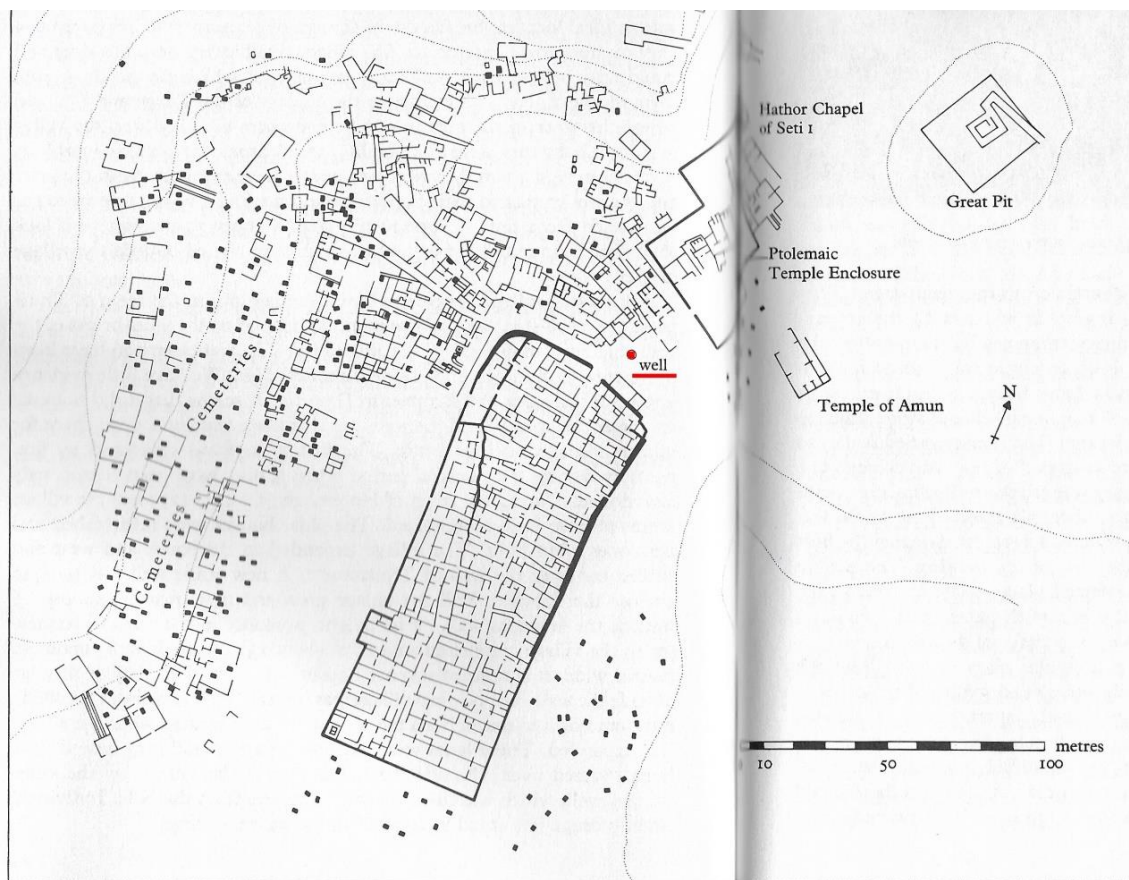 Hathor Chapel
of Seti I
Great Pit
Ptolemaic
Temple Enclosure
well
Temple of Amun
N
Cemeteries
Cemeteries
metres
10 50 100